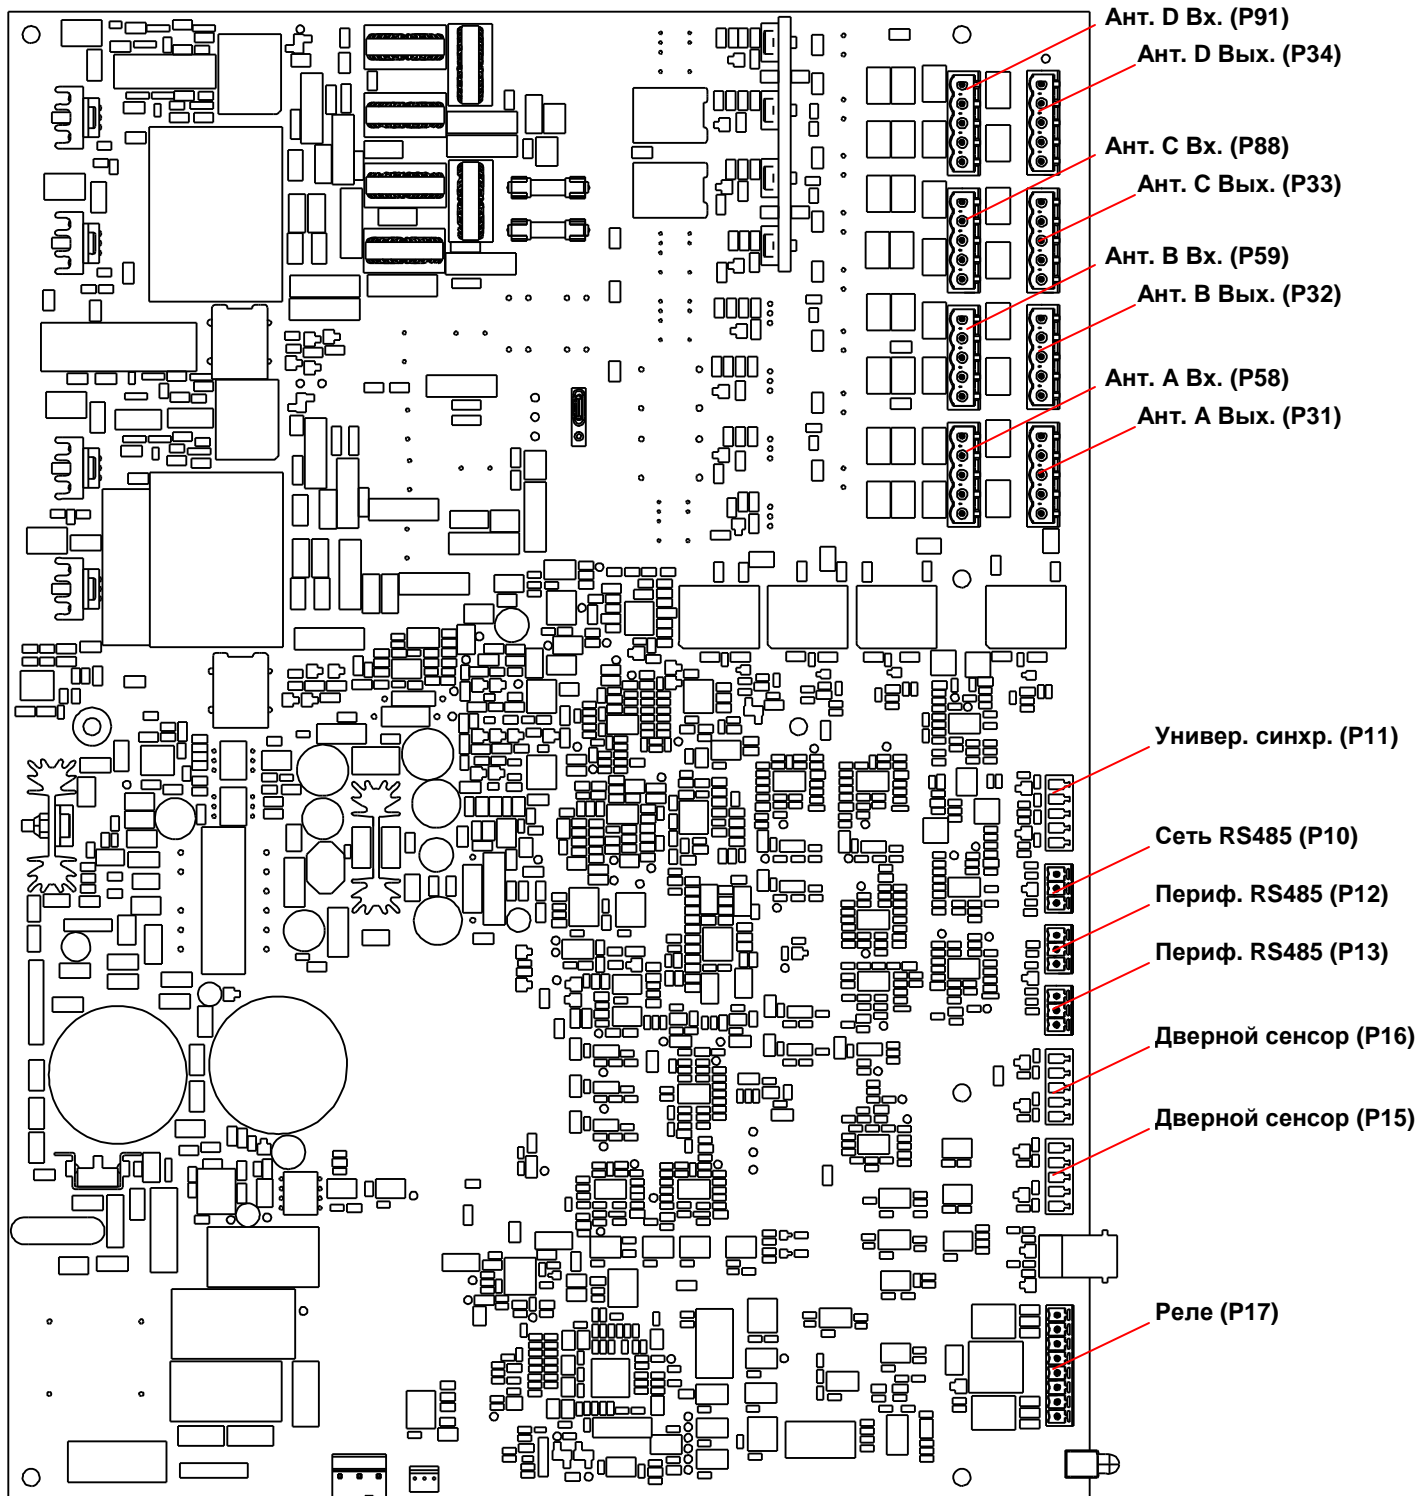 Ант. D Вх. (P91)
Ант. D Вых. (P34)
Ант. C Вх. (P88)
Ант. C Вых. (P33)
Ант. B Вх. (P59)
Ант. B Вых. (P32)
Ант. A Вх. (P58)
Ант. A Вых. (P31)
Универ. синхр. (P11)
Сеть RS485 (P10)
Периф. RS485 (P12)
Периф. RS485 (P13)
Дверной сенсор (P16)
Дверной сенсор (P15)
Реле (P17)